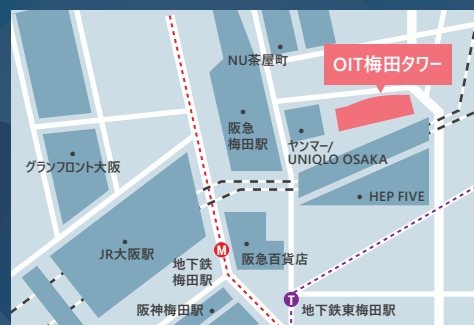 NU茶屋町
OIT梅田タワー
阪急
梅田駅
ヤンマー/
UNIQLO OSAKA
グランフロント大阪
HEP FIVE
JR大阪駅
M
地下鉄
梅田駅
阪急百貨店
阪神梅田駅
T
地下鉄東梅田駅